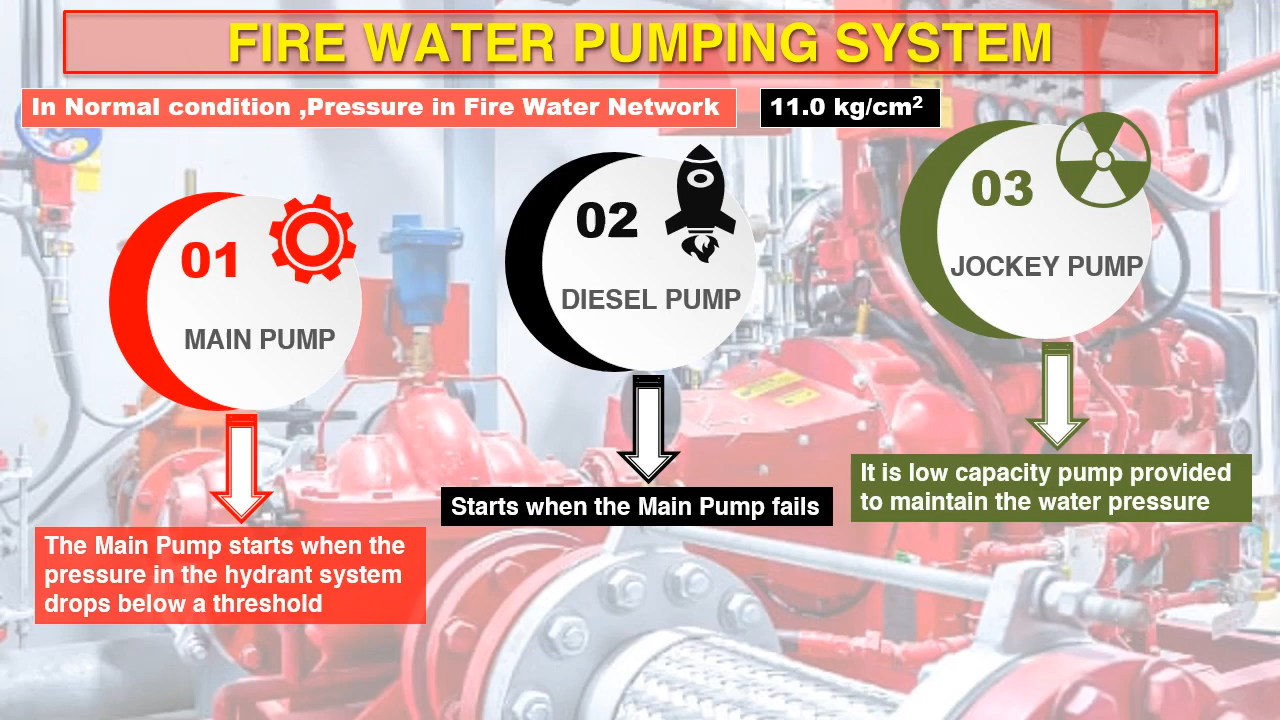 FIRE WATER PUMPING SYSTEM
In Normal condition ,Pressure in Fire Water Network
11.0 kg/cm²
01
MAIN PUMP
The Main Pump starts when the
pressure in the hydrant system
drops below a threshold
02
DIESEL PUMP
Starts when the Main Pump fails
03
JOCKEY PUMP
It is low capacity pump provided
to maintain the water pressure